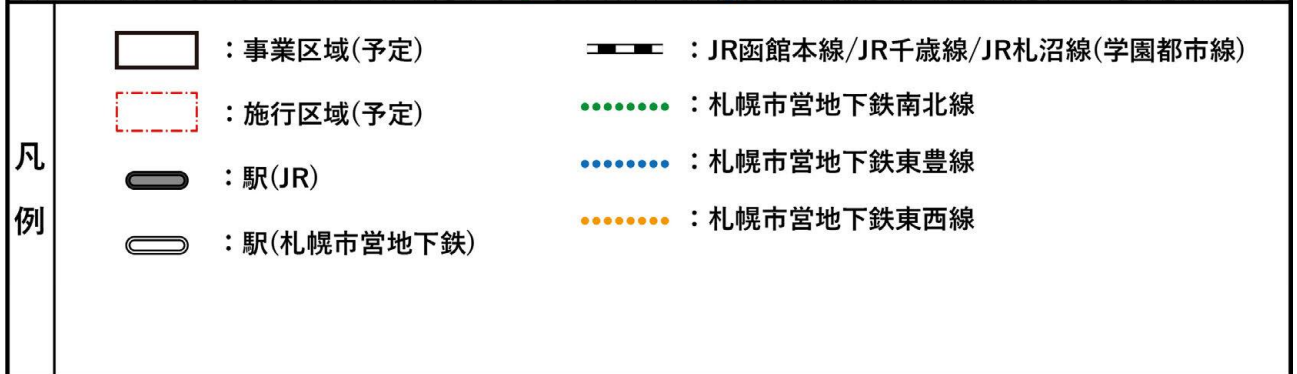 凡例
：事業区域(予定)
：施行区域(予定)
：駅(JR)
：駅(札幌市営地下鉄)
：JR函館本線/JR千歳線/JR札沼線(学園都市線)
：札幌市営地下鉄南北線
：札幌市営地下鉄東豊線
：札幌市営地下鉄東西線